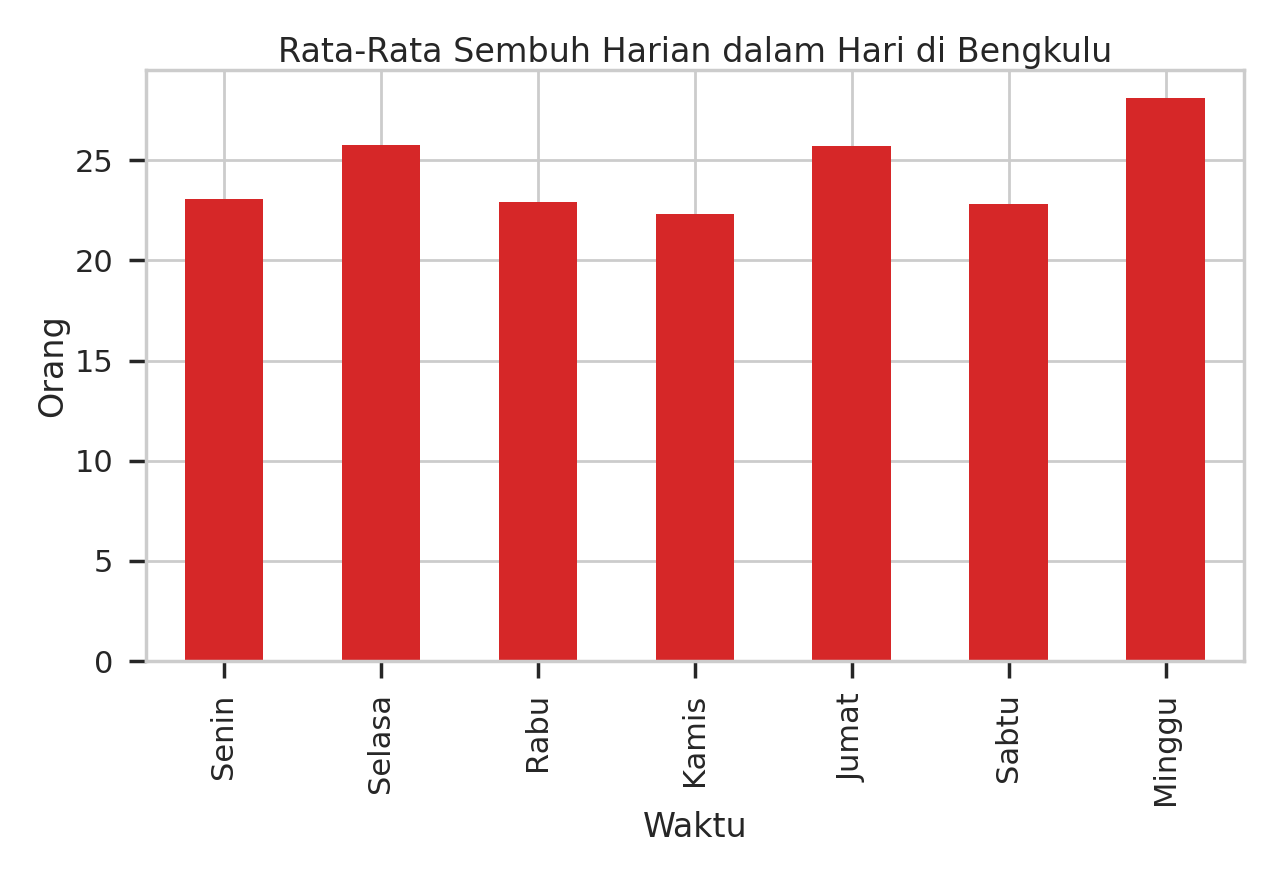 Rata-Rata Sembuh Harian dalam Hari di Bengkulu
Orang
25
20
15
10
5
0
Senin
Selasa
Rabu
Kamis
Jumat
Sabtu
Minggu
Waktu